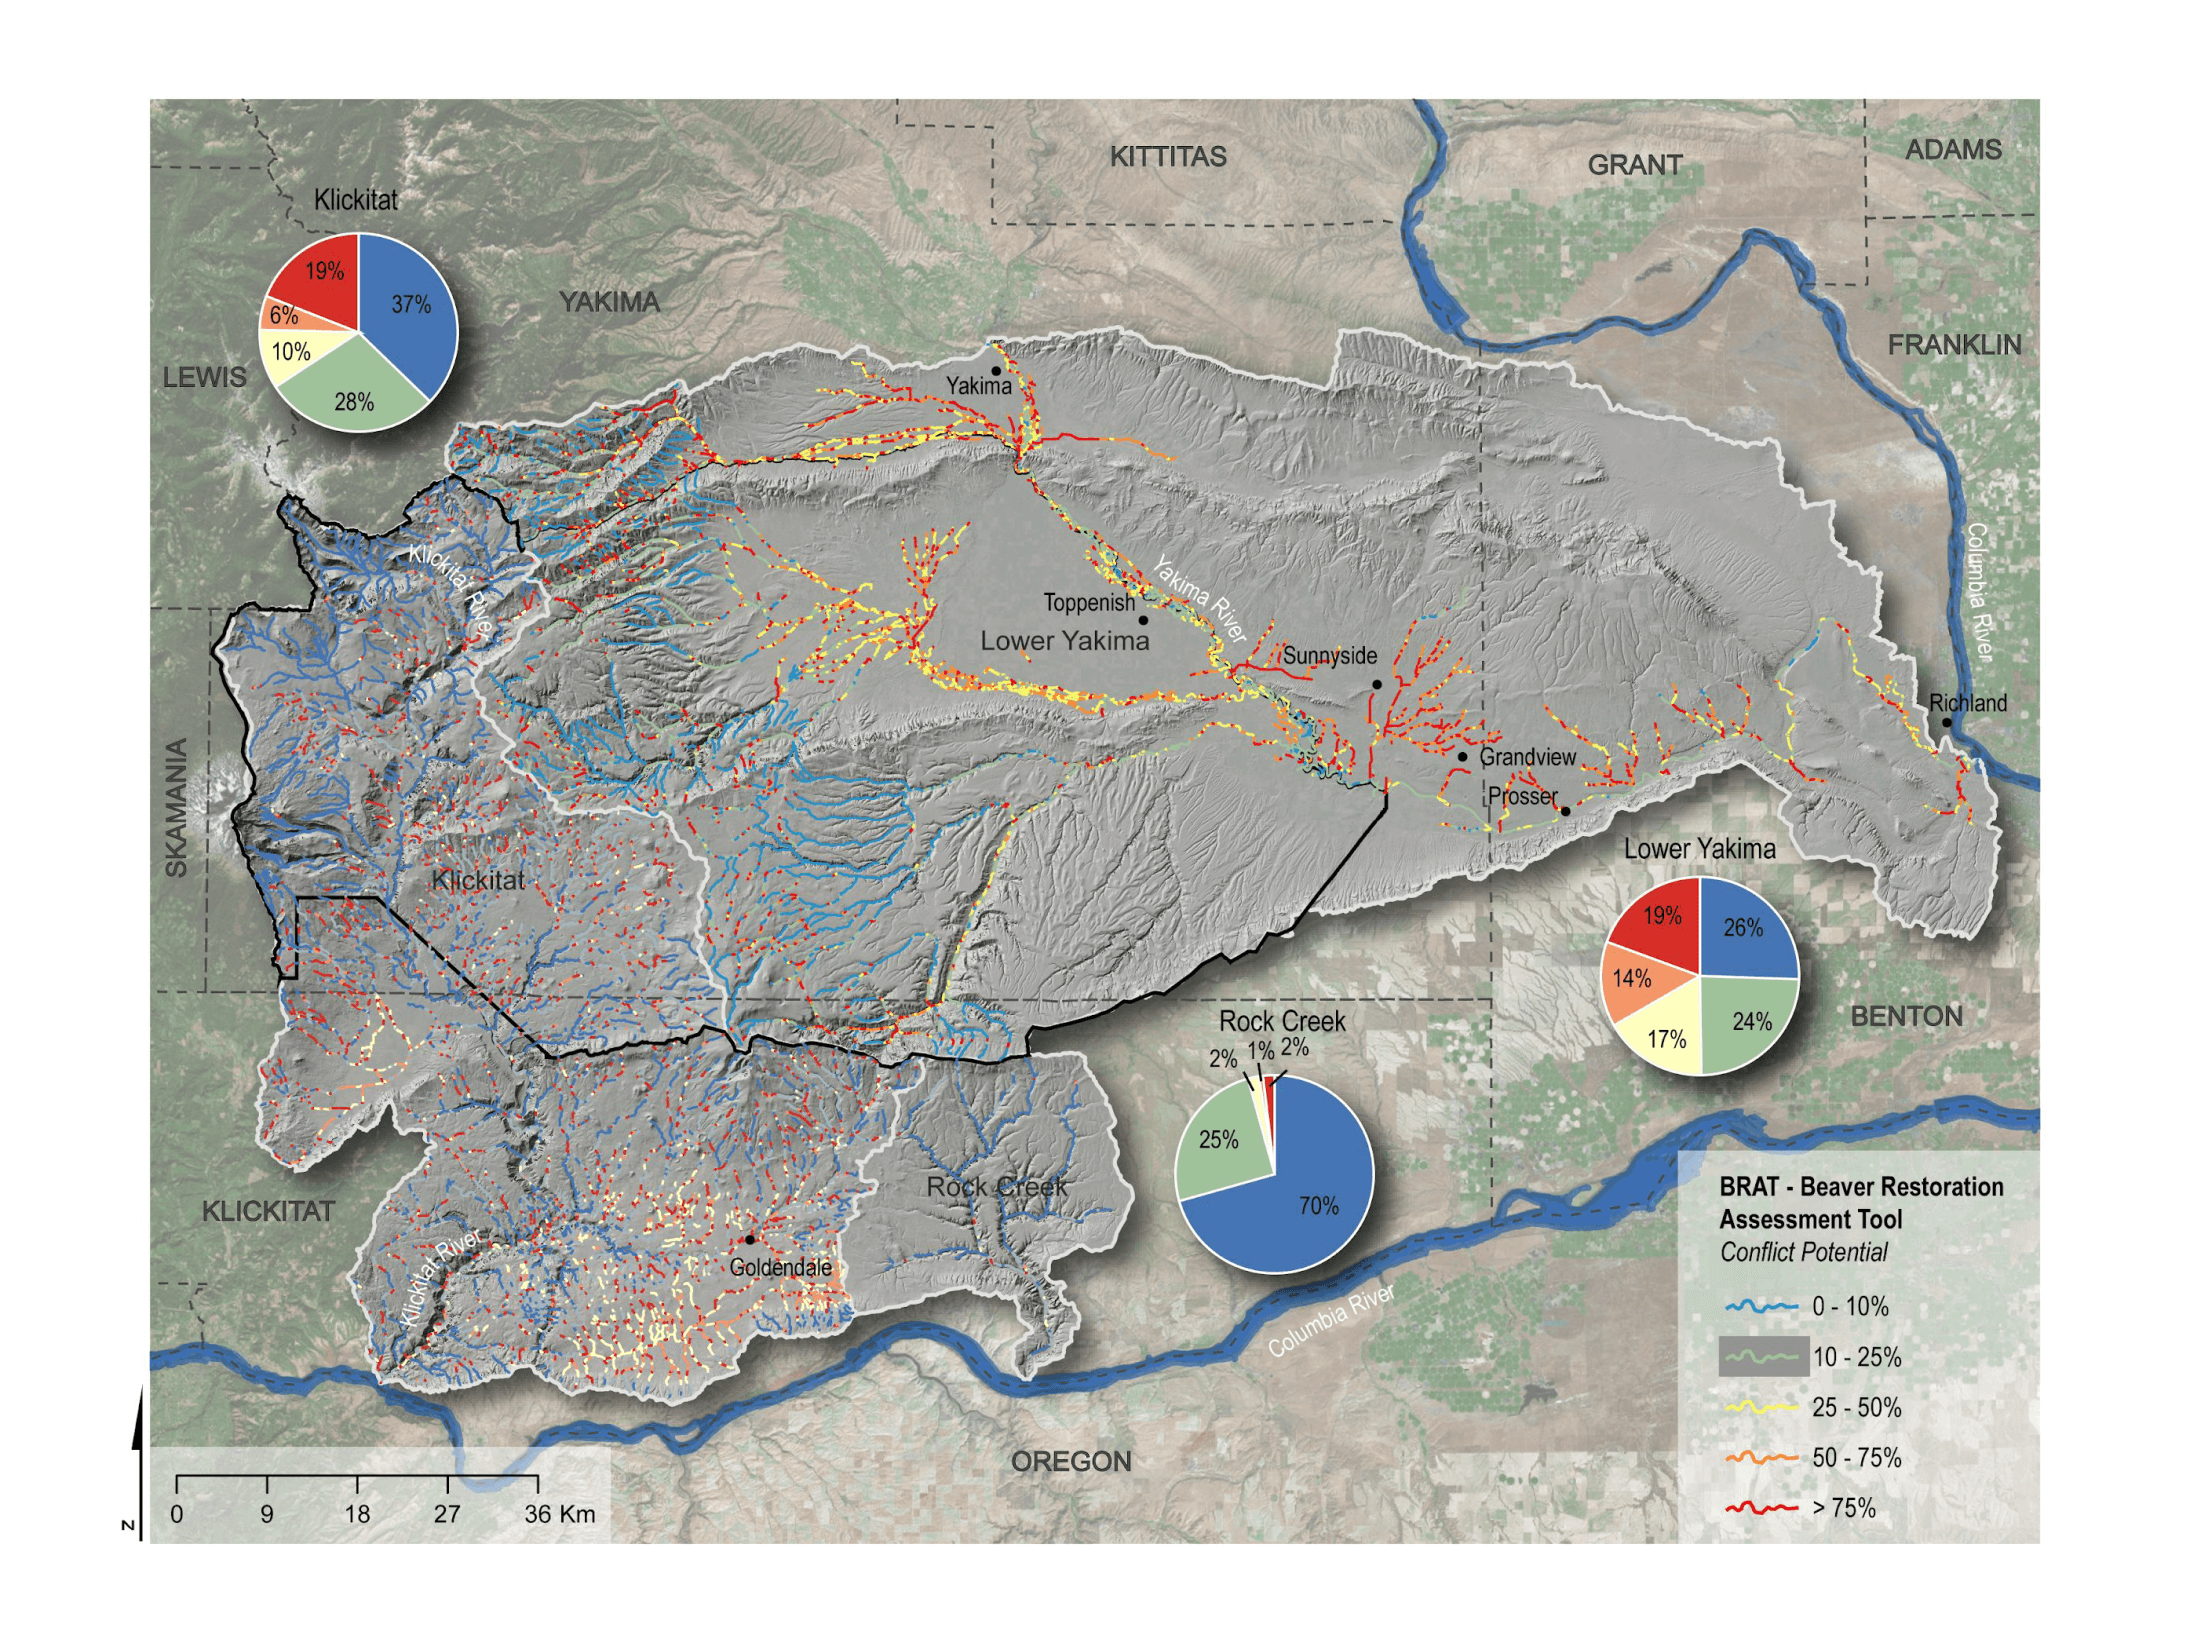 KITTITAS
GRANT
ADAMS
Klickitat
19%
37%
6%
10%
28%
YAKIMA
LEWIS
FRANKLIN
Yakima
Klickitat River
Columbia River
Yakima River
Toppenish
Lower Yakima
Sunnyside
Richland
Grandview
Prosser
SKAMANIA
Klickitat
Lower Yakima
19%
26%
14%
24%
17%
BENTON
Rock Creek
2%
1%
2%
25%
70%
Rock Creek
KLICKITAT
Klickitat River
Goldendale
Columbia River
OREGON
BRAT - Beaver Restoration
Assessment Tool
Conflict Potential
0 - 10%
10 - 25%
25 - 50%
50 - 75%
> 75%
0
9
18
27
36 Km
N